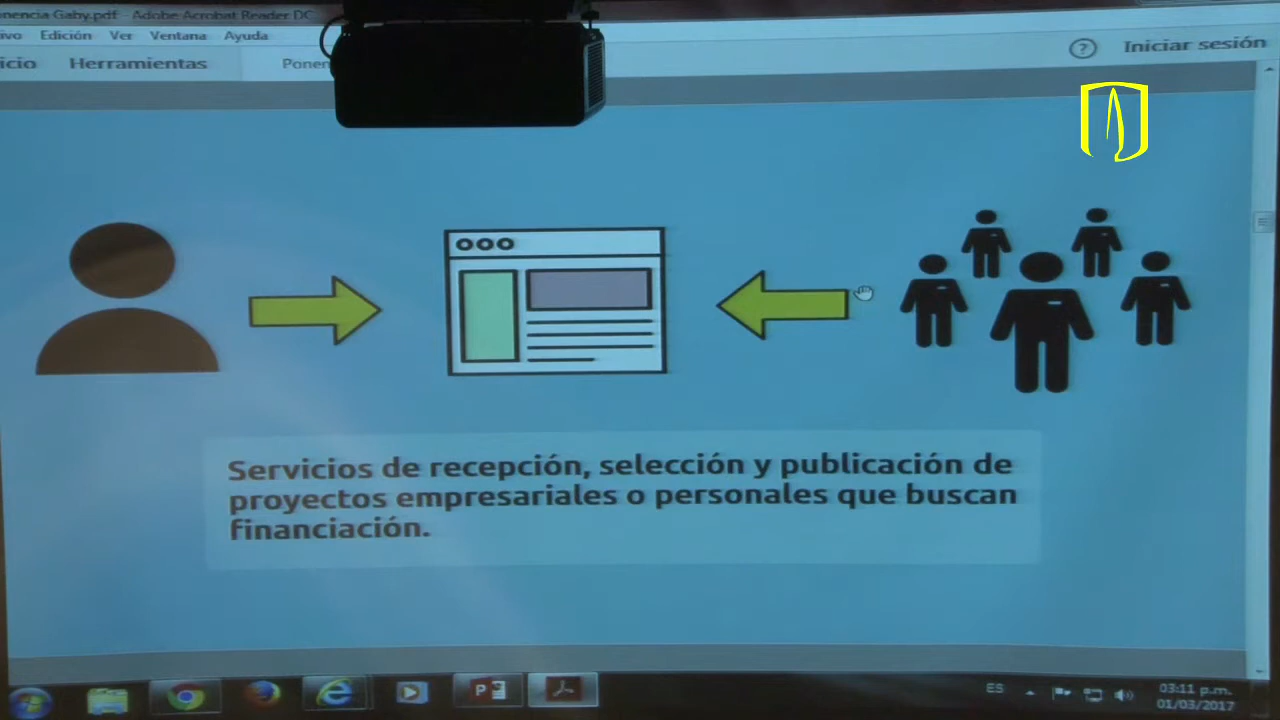 nencia Gaby.pdf - Adobe Acrobat Reader DC
ivo Edición Ver Ventana Ayuda
icio Herramientas Ponen
? Iniciar sesión
Servicios de recepción, selección y publicación de
proyectos empresariales o personales que buscan
financiación.
ES
03:11 p.m.
01/03/2017